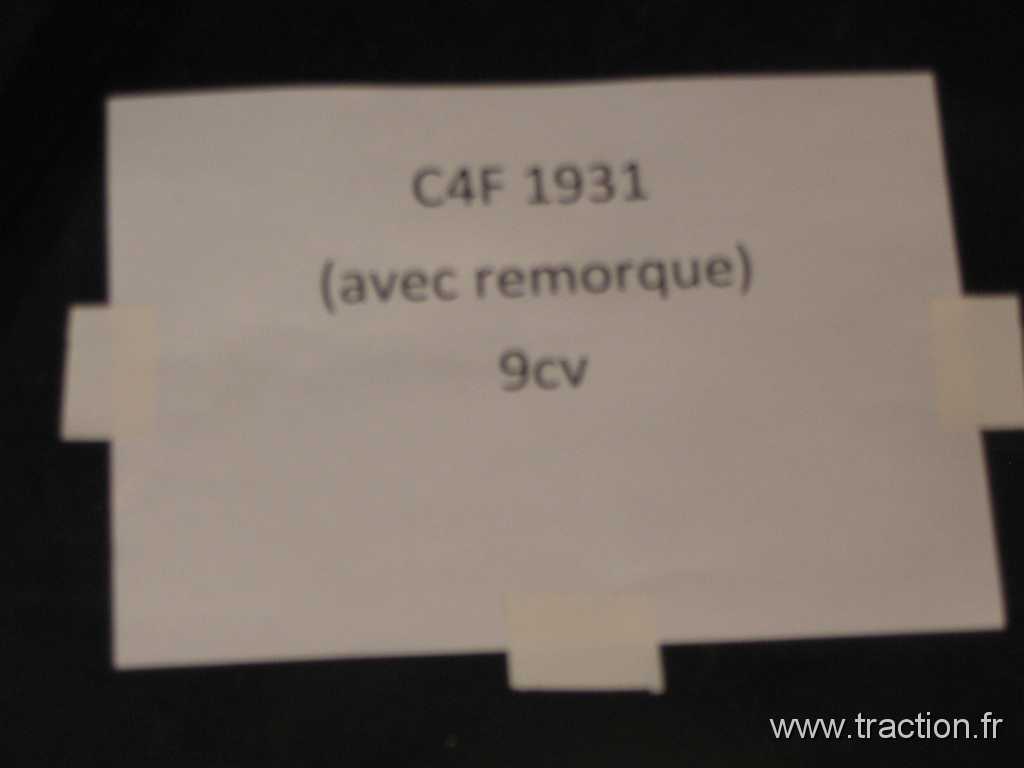 C4F 1931
(avec remorque)
9cv
www.traction.fr